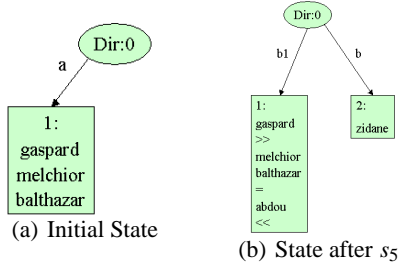 Dir:0
a
1:
gaspard
melchior
balthazar
(a) Initial State
Dir:0
b1
b
1:
gaspard
>>
melchior
balthazar
=
abdou
<<
2:
zidane
(b) State after s5